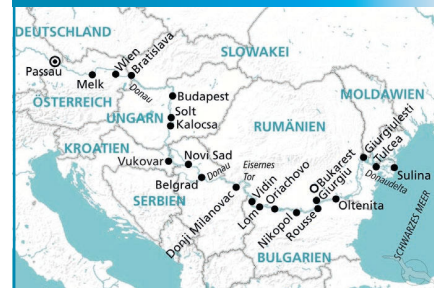 DEUTSCHLAND
SLOWAKEI
Passau
Wien
Bratislava
Melk
Donau
ÖSTERREICH
Budapest
MOLDAWIEN
Solt
UNGARN
Kalocsa
RUMÄNIEN
Giurgiulesti
Tulcea
KROATIEN
Vukovar
Novi Sad
Eisernes
Tor
Bukarest
Giurgiu
Sulina
Donaudelta
Belgrad
Donau
Vidin
Oriachovo
Oltenita
SERBIEN
Donji Milanovac
Lom
Nikopol
Rousse
SCHWARZES MEER
BULGARIEN